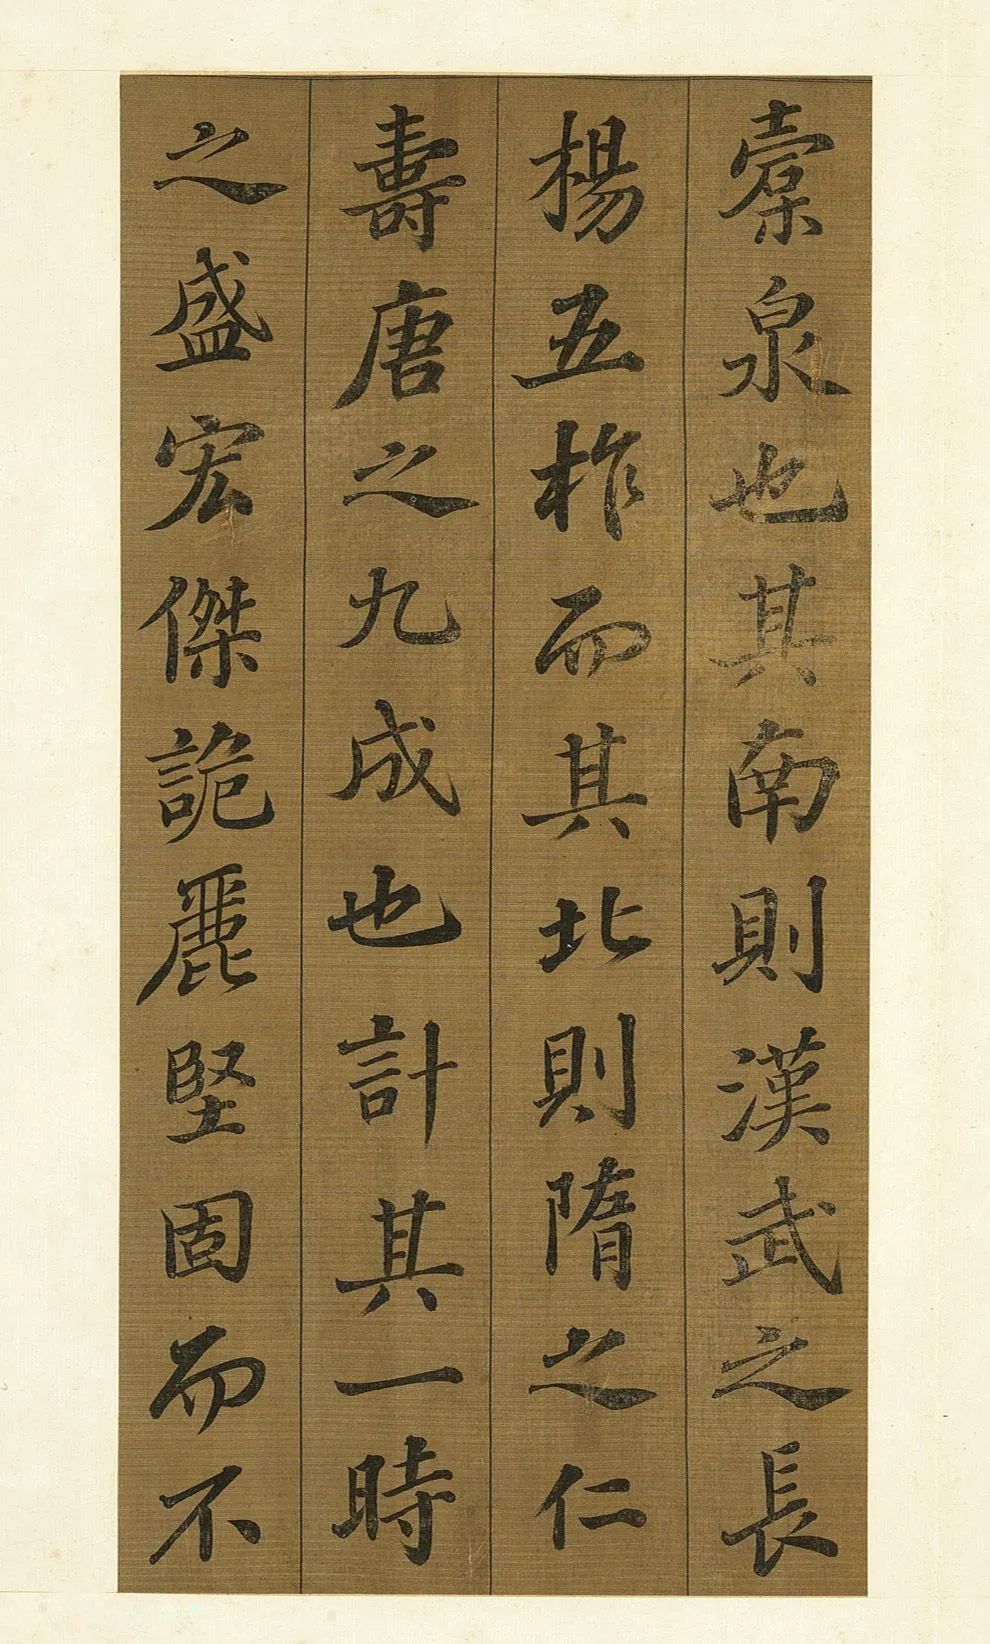 橐泉也其南則漢武之長
楊五柞而其北則隋之仁
壽唐之九成也計其一時
之盛宏傑詭麗堅固而不